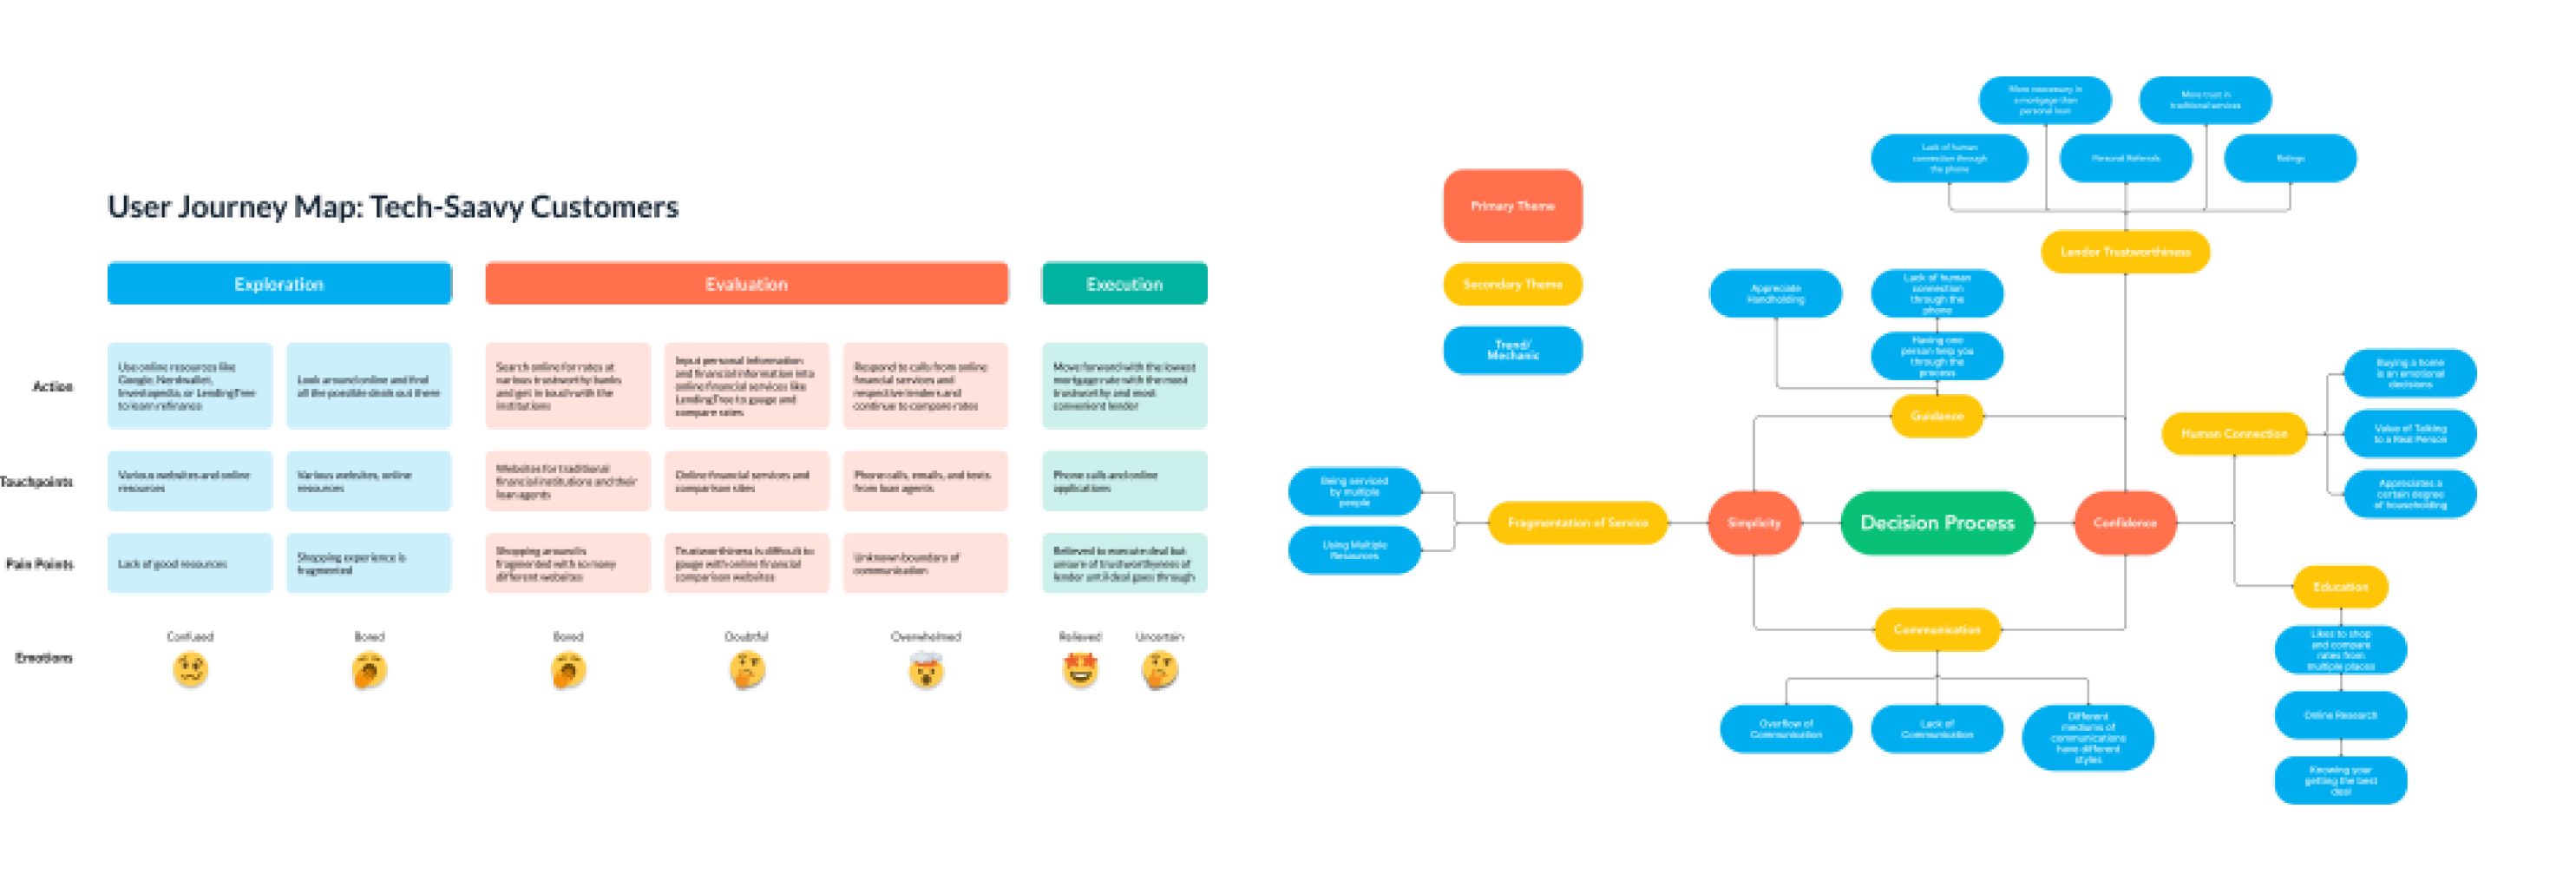 User Journey Map: Tech-Saavy Customers
Exploration
Evaluation
Execution
Action
Use online resources like
Google, Nerdwallet,
Investopedia, or LendingTree
to learn refinance
Look around online and find
all the possible deals out there
Search online for rates at
various trustworthy banks
and get in touch with the
institutions
Input personal information
and financial information into
online financial services like
LendingTree to gauge and
compare rates
Respond to calls from online
financial services and
respective lenders and
continue to compare rates
Move forward with the lowest
mortgage rate with the most
trustworthy and most
convenient lender
Touchpoints
Various websites and online
resources
Various websites, online
resources
Websites for traditional
financial institutions and their
loan agents
Online financial services and
comparison sites
Phone calls, emails, and texts
from loan agents
Phone calls and online
applications
Pain Points
Lack of good resources
Shopping experience is
fragmented
Shopping around is
fragmented with so many
different websites
Trustworthiness is difficult to
gauge with online financial
comparison websites
Unknown boundary of
communication
Relieved to execute deal but
unsure of trustworthyness of
lender until deal goes through
Emotions
Confused
Bored
Bored
Doubtful
Overwhelmed
Relieved
Uncertain
Primary Theme
Secondary Theme
Trend/
Mechanic
More necessary in
a mortgage than
personal loan
More trust in
traditional services
Lack of human
connection through
the phone
Personal Referrals
Ratings
Lender Trustworthiness
Appreciate
Handholding
Lack of human
connection
through the
phone
Having one
person help you
through the
process
Guidance
Being serviced
by multiple
people
Using Multiple
Resources
Fragmentation of Service
Simplicity
Decision Process
Confidence
Human Connection
Buying a home
is an emotional
decisions
Value of Talking
to a Real Person
Appreciates a
certain degree
of householding
Education
Likes to shop
and compare
rates from
multiple places
Online Research
Knowing your
getting the best
deal
Communication
Overflow of
Communication
Lack of
Communication
Different
mediums of
communications
have different
styles